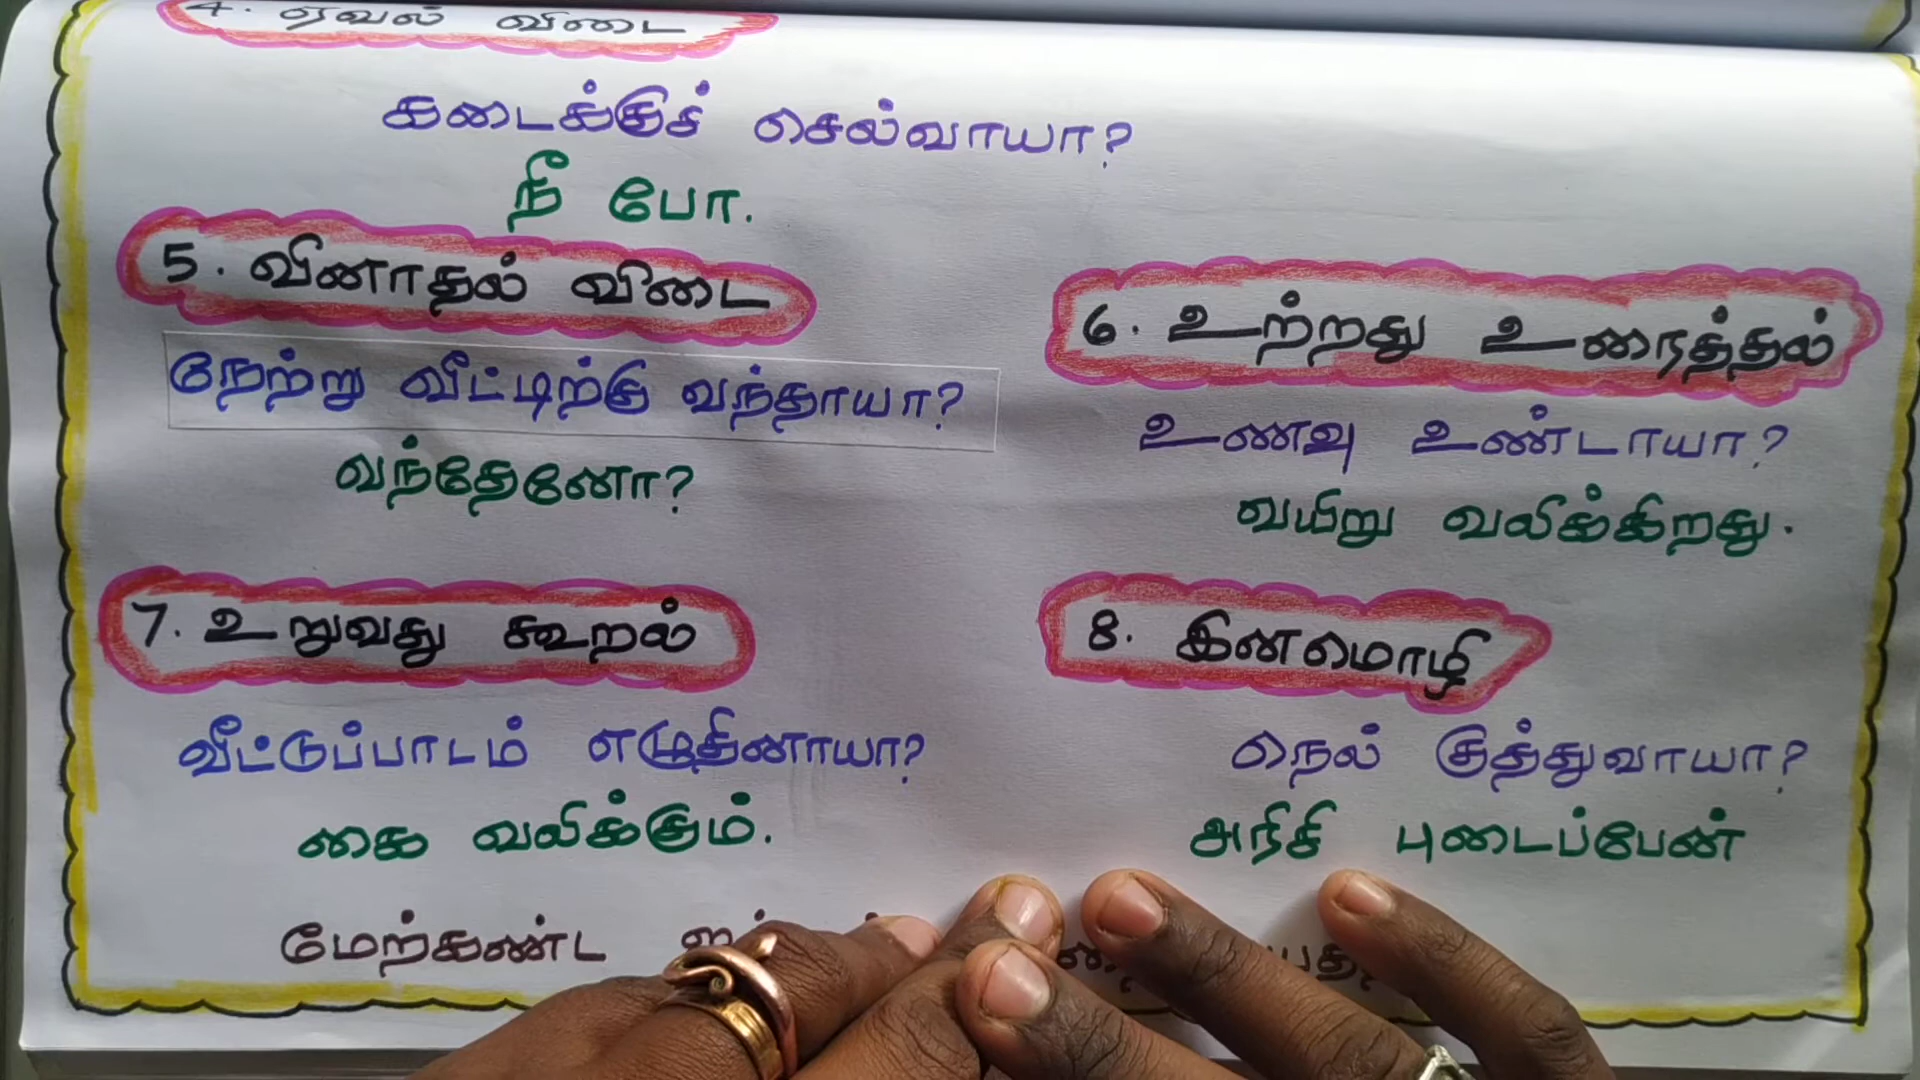 4. ஏவல் விடை
கடைக்குச் செல்வாயா?
நீ போ.
5. வினாதல் விடை
நேற்று வீட்டிற்கு வந்தாயா?
வந்தேனோ?
6. உற்றது உரைத்தல்
உணவு உண்டாயா?
வயிறு வலிக்கிறது.
7. உறுவது கூறல்
வீட்டுப்பாடம் எழுதினாயா?
கை வலிக்கும்.
8. இனமொழி
நெல் குத்துவாயா?
அரிசி புடைப்பேன்
மேற்கண்ட